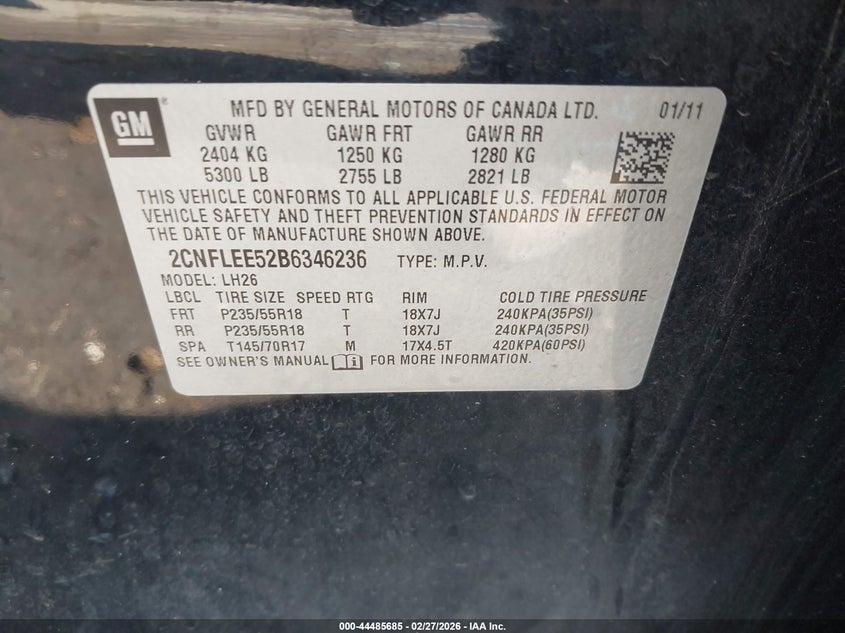 GM®
MFD BY GENERAL MOTORS OF CANADA LTD. 01/11
GVWR GAWR FRT GAWR RR
2404 KG 1250 KG 1280 KG
5300 LB 2755 LB 2821 LB
THIS VEHICLE CONFORMS TO ALL APPLICABLE U.S. FEDERAL MOTOR
VEHICLE SAFETY AND THEFT PREVENTION STANDARDS IN EFFECT ON
THE DATE OF MANUFACTURE SHOWN ABOVE.
2CNFLEE52B6346236 TYPE: M.P.V.
MODEL: LH26
LBCL TIRE SIZE SPEED RTG RIM COLD TIRE PRESSURE
FRT P235/55R18 T 18X7J 240KPA(35PSI)
RR P235/55R18 T 18X7J 240KPA(35PSI)
SPA T145/70R17 M 17X4.5T 420KPA(60PSI)
SEE OWNER'S MANUAL i FOR MORE INFORMATION.
000-44485685 | 02/27/2026 | IAA Inc.